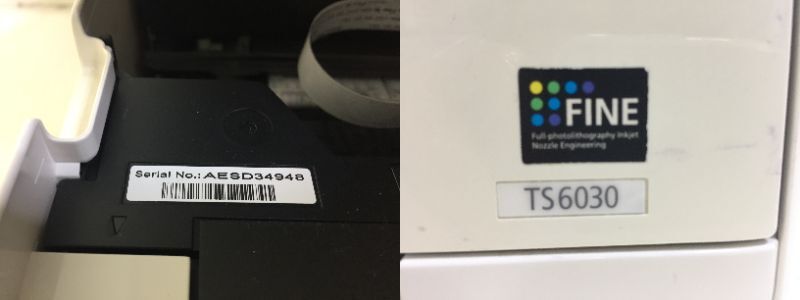 Serial No.: AESD34948
FINE
Full-photolithography Inkjet
Nozzle Engineering
TS6030